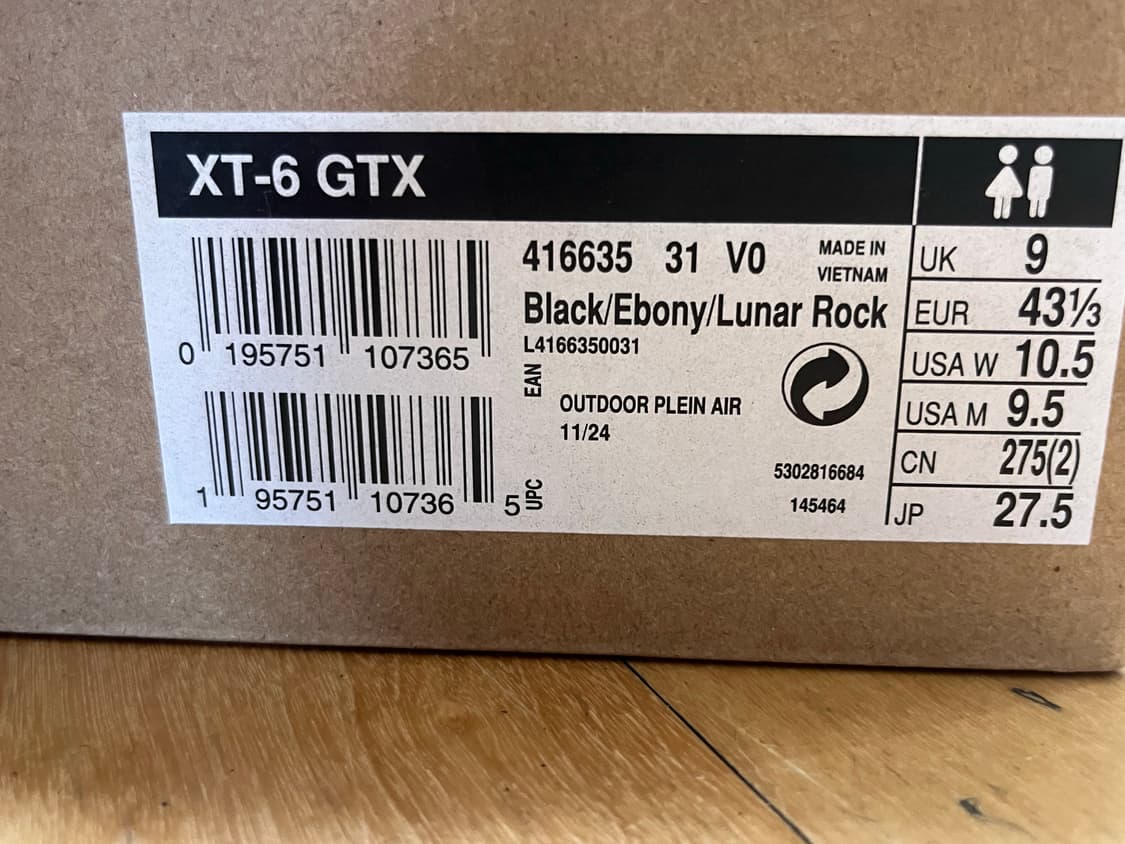 XT-6 GTX
0 195751 107365
1 95751 10736 5
EAN
UPC
416635 31 V0
MADE IN
VIETNAM
Black/Ebony/Lunar Rock
L4166350031
OUTDOOR PLEIN AIR
11/24
5302816684
145464
UK 9
EUR 43⅓
USA W 10.5
USA M 9.5
CN 275(2)
JP 27.5